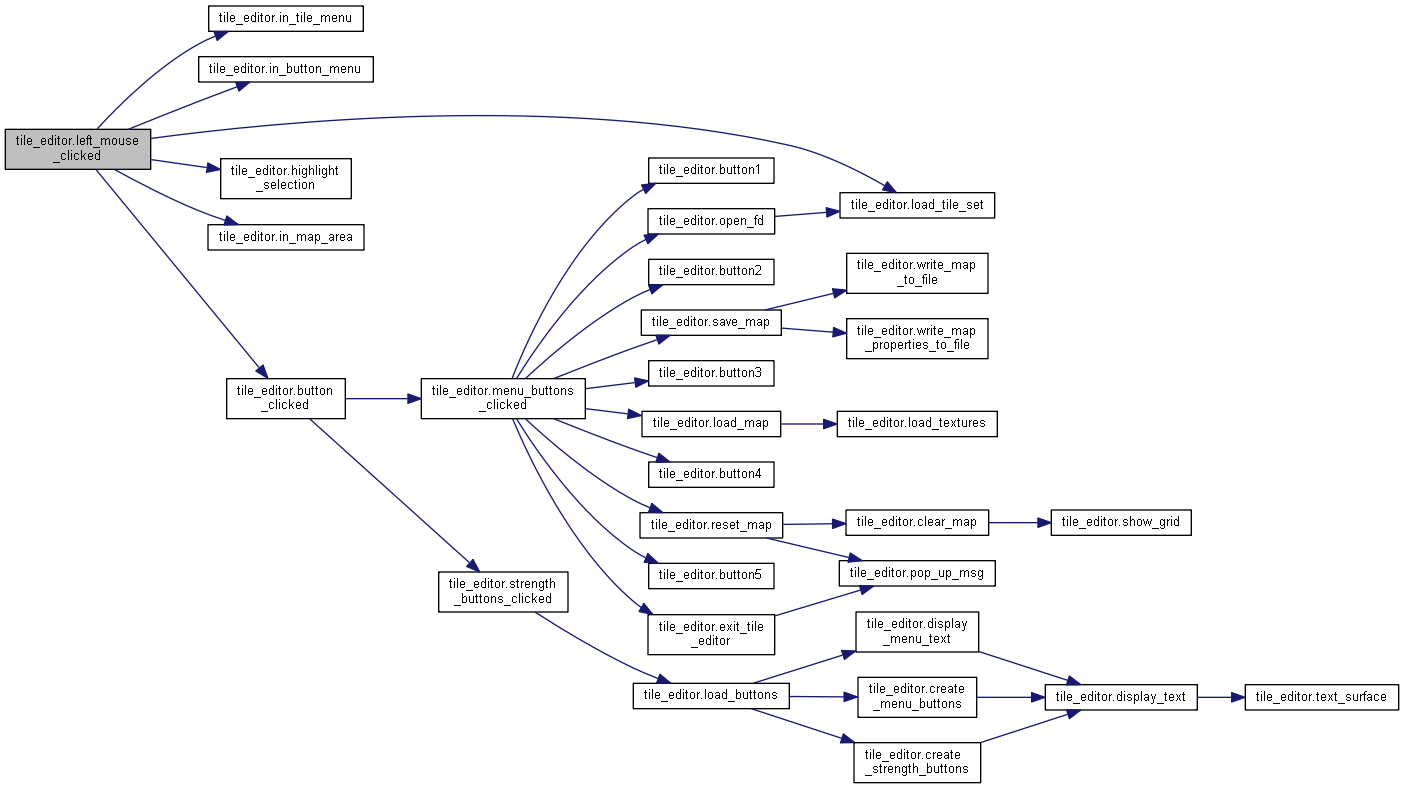 tile_editor.in_tile_menu
tile_editor.in_button_menu
tile_editor.left_mouse
_clicked
tile_editor.highlight
_selection
tile_editor.in_map_area
tile_editor.button
_clicked
tile_editor.menu_buttons
_clicked
tile_editor.strength
_buttons_clicked
tile_editor.button1
tile_editor.open_fd
tile_editor.button2
tile_editor.save_map
tile_editor.button3
tile_editor.load_map
tile_editor.button4
tile_editor.reset_map
tile_editor.button5
tile_editor.exit_tile
_editor
tile_editor.load_buttons
tile_editor.load_tile_set
tile_editor.write_map
_to_file
tile_editor.write_map
_properties_to_file
tile_editor.load_textures
tile_editor.clear_map
tile_editor.show_grid
tile_editor.pop_up_msg
tile_editor.display
_menu_text
tile_editor.create
_menu_buttons
tile_editor.create
_strength_buttons
tile_editor.display_text
tile_editor.text_surface